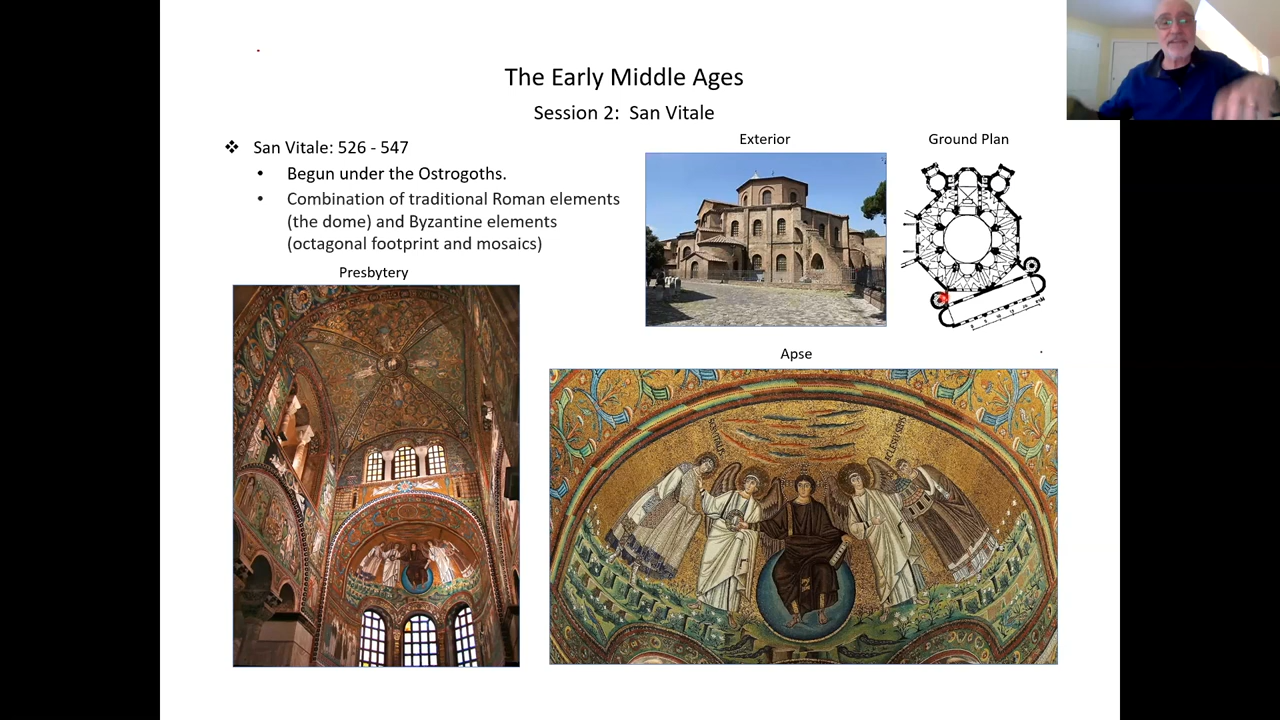 The Early Middle Ages
Session 2: San Vitale
❖ San Vitale: 526 - 547
• Begun under the Ostrogoths.
• Combination of traditional Roman elements
(the dome) and Byzantine elements
(octagonal footprint and mosaics)
Exterior
Ground Plan
Presbytery
Apse